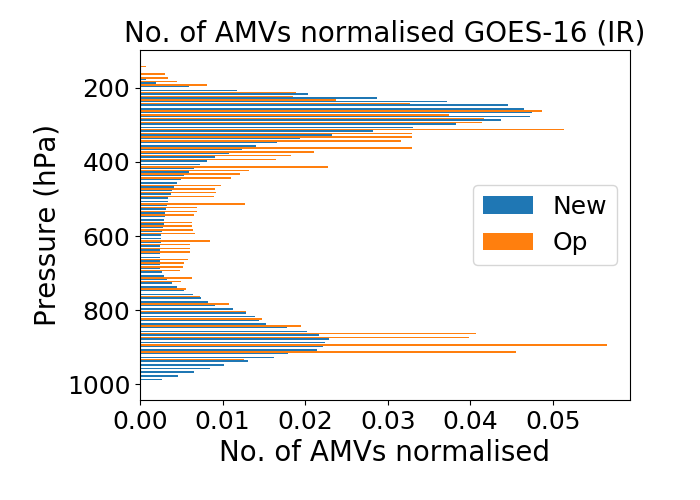 No. of AMVs normalised GOES-16 (IR)
Pressure (hPa)
200
400
600
800
1000
New
Op
0.00 0.01 0.02 0.03 0.04 0.05
No. of AMVs normalised